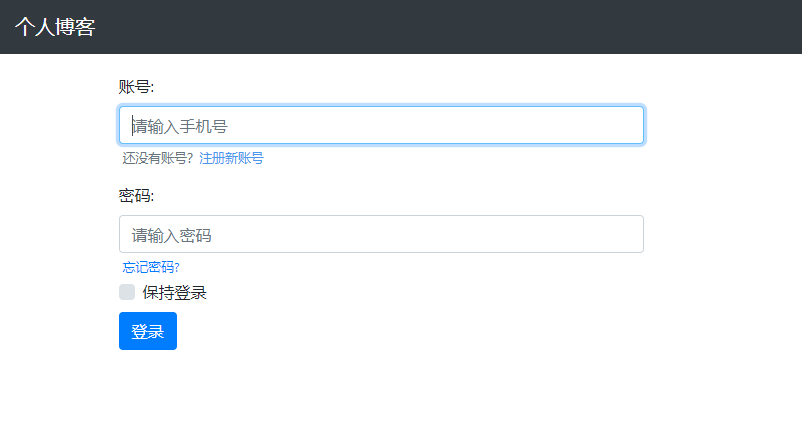 个人博客
账号:
请输入手机号
还没有账号? 注册新账号
密码:
请输入密码
忘记密码?
保持登录
登录